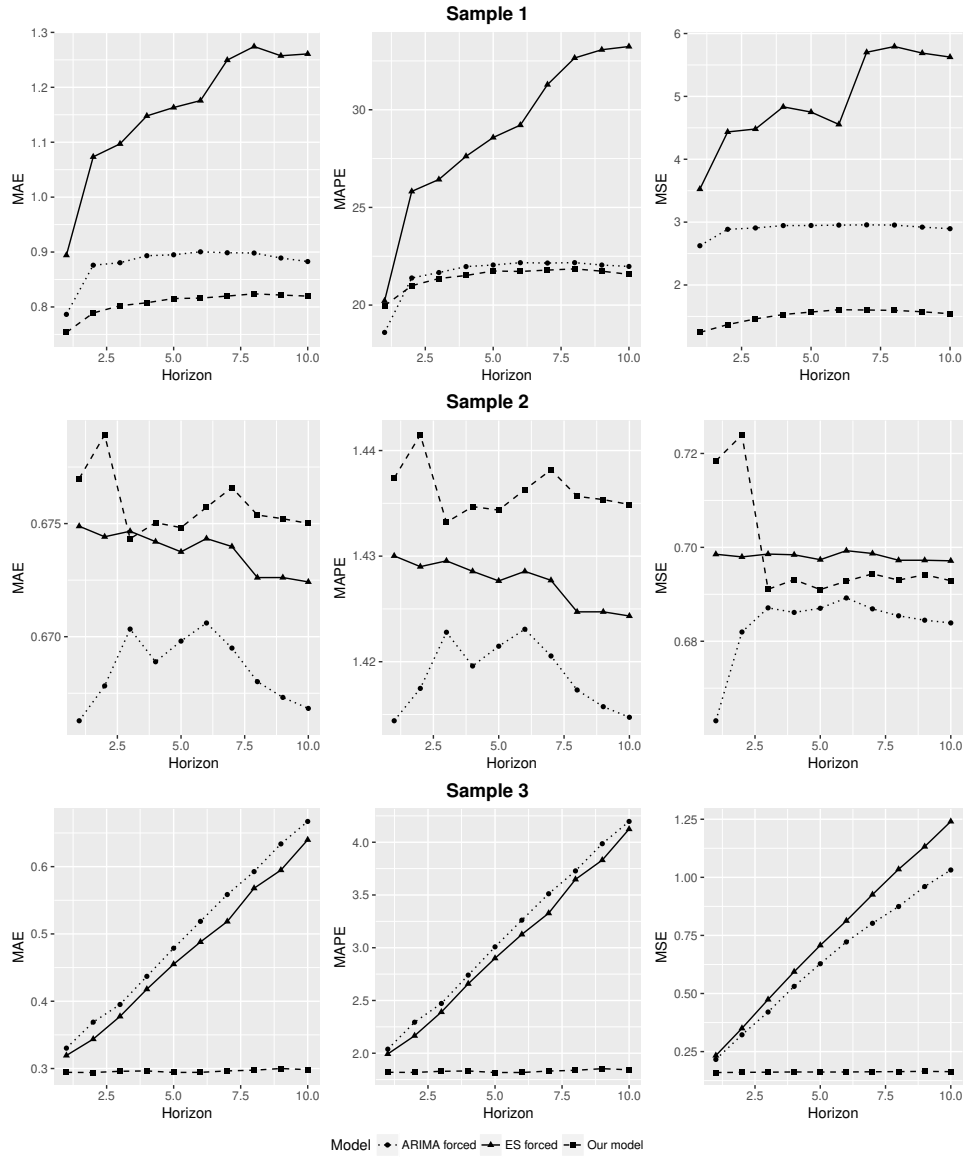 Sample 1
1.3
1.2
1.1
1.0
0.9
0.8
MAE
2.5 5.0 7.5 10.0
Horizon
30
25
20
MAPE
2.5 5.0 7.5 10.0
Horizon
6
5
4
3
2
MSE
2.5 5.0 7.5 10.0
Horizon
Sample 2
0.675
0.670
MAE
2.5 5.0 7.5 10.0
Horizon
1.44
1.43
1.42
MAPE
2.5 5.0 7.5 10.0
Horizon
0.72
0.70
0.68
MSE
2.5 5.0 7.5 10.0
Horizon
Sample 3
0.6
0.5
0.4
0.3
MAE
2.5 5.0 7.5 10.0
Horizon
4.0
3.5
3.0
2.5
2.0
MAPE
2.5 5.0 7.5 10.0
Horizon
1.25
1.00
0.75
0.50
0.25
MSE
2.5 5.0 7.5 10.0
Horizon
Model ARIMA forced ES forced Our model